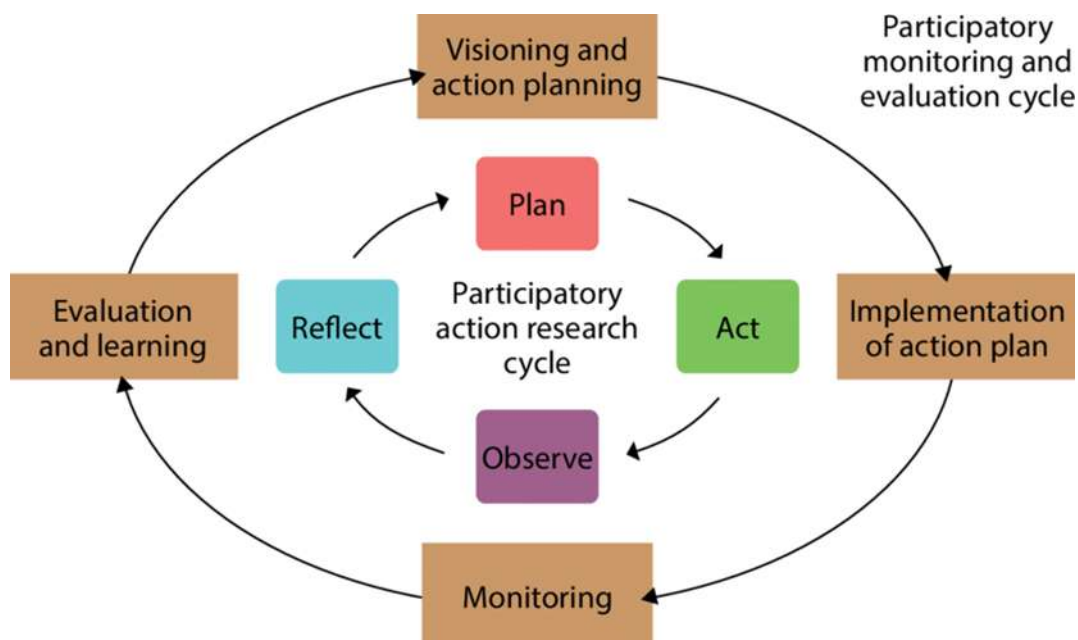 Visioning and
action planning
Participatory
monitoring and
evaluation cycle
Plan
Evaluation
and learning
Reflect
Participatory
action research
cycle
Act
Implementation
of action plan
Observe
Monitoring